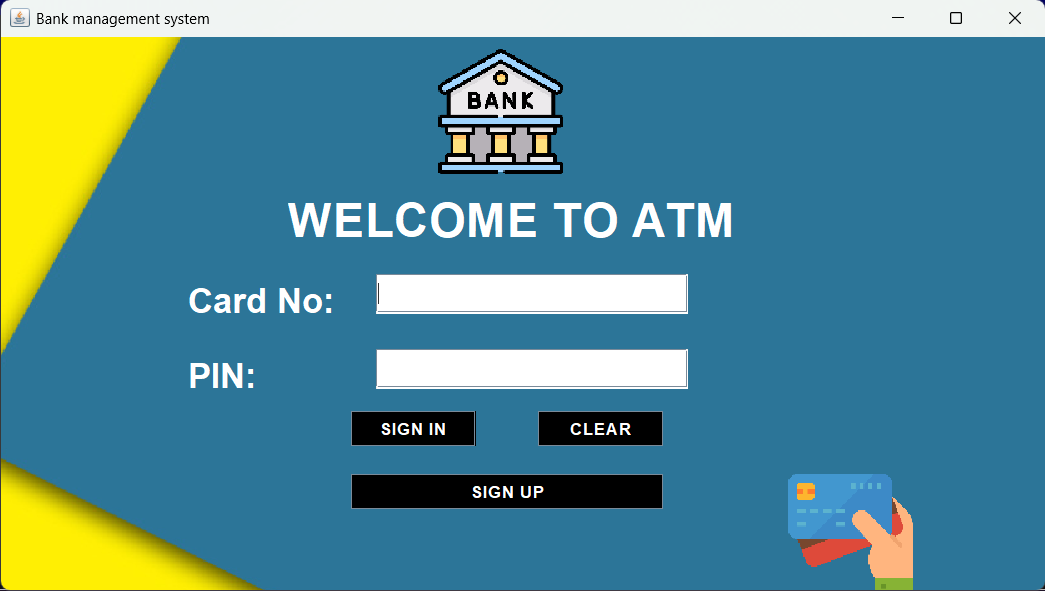 Bank management system
BANK
WELCOME TO ATM
Card No:
PIN:
SIGN IN CLEAR
SIGN UP